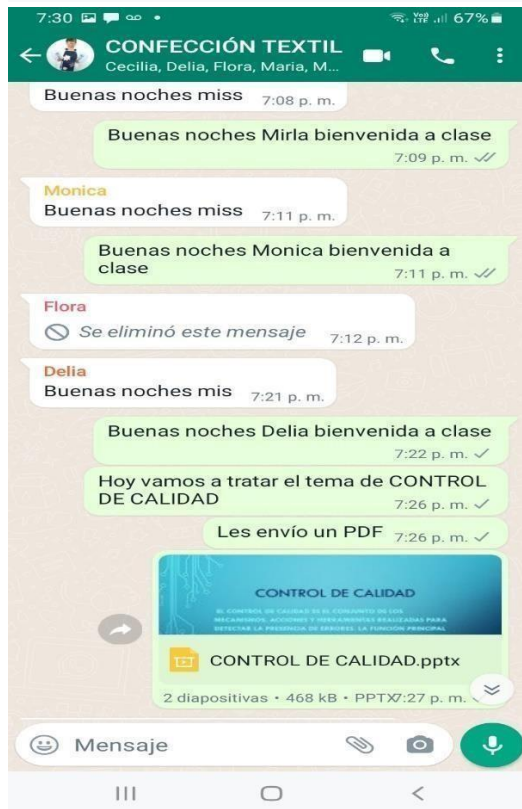 7:30
67%
CONFECCIÓN TEXTIL
Cecilia, Delia, Flora, Maria, M...
Buenas noches miss 7:08 p. m.
Buenas noches Mirla bienvenida a clase
7:09 p. m.
Monica
Buenas noches miss 7:11 p. m.
Buenas noches Monica bienvenida a
clase 7:11 p. m.
Flora
Se eliminó este mensaje 7:12 p. m.
Delia
Buenas noches mis 7:21 p. m.
Buenas noches Delia bienvenida a clase
7:22 p. m.
Hoy vamos a tratar el tema de CONTROL
DE CALIDAD 7:26 p. m.
Les envío un PDF 7:26 p. m.
CONTROL DE CALIDAD
EL CONTROL DE CALIDAD ES EL CONJUNTO DE LOS
MECANISMOS, ACCIONES Y HERRAMIENTAS REALIZADAS PARA
DETECTAR LA PRESENCIA DE ERRORES. LA FUNCIÓN PRINCIPAL
CONTROL DE CALIDAD.pptx
2 diapositivas • 468 kB • PPTX 7:27 p. m.
Mensaje